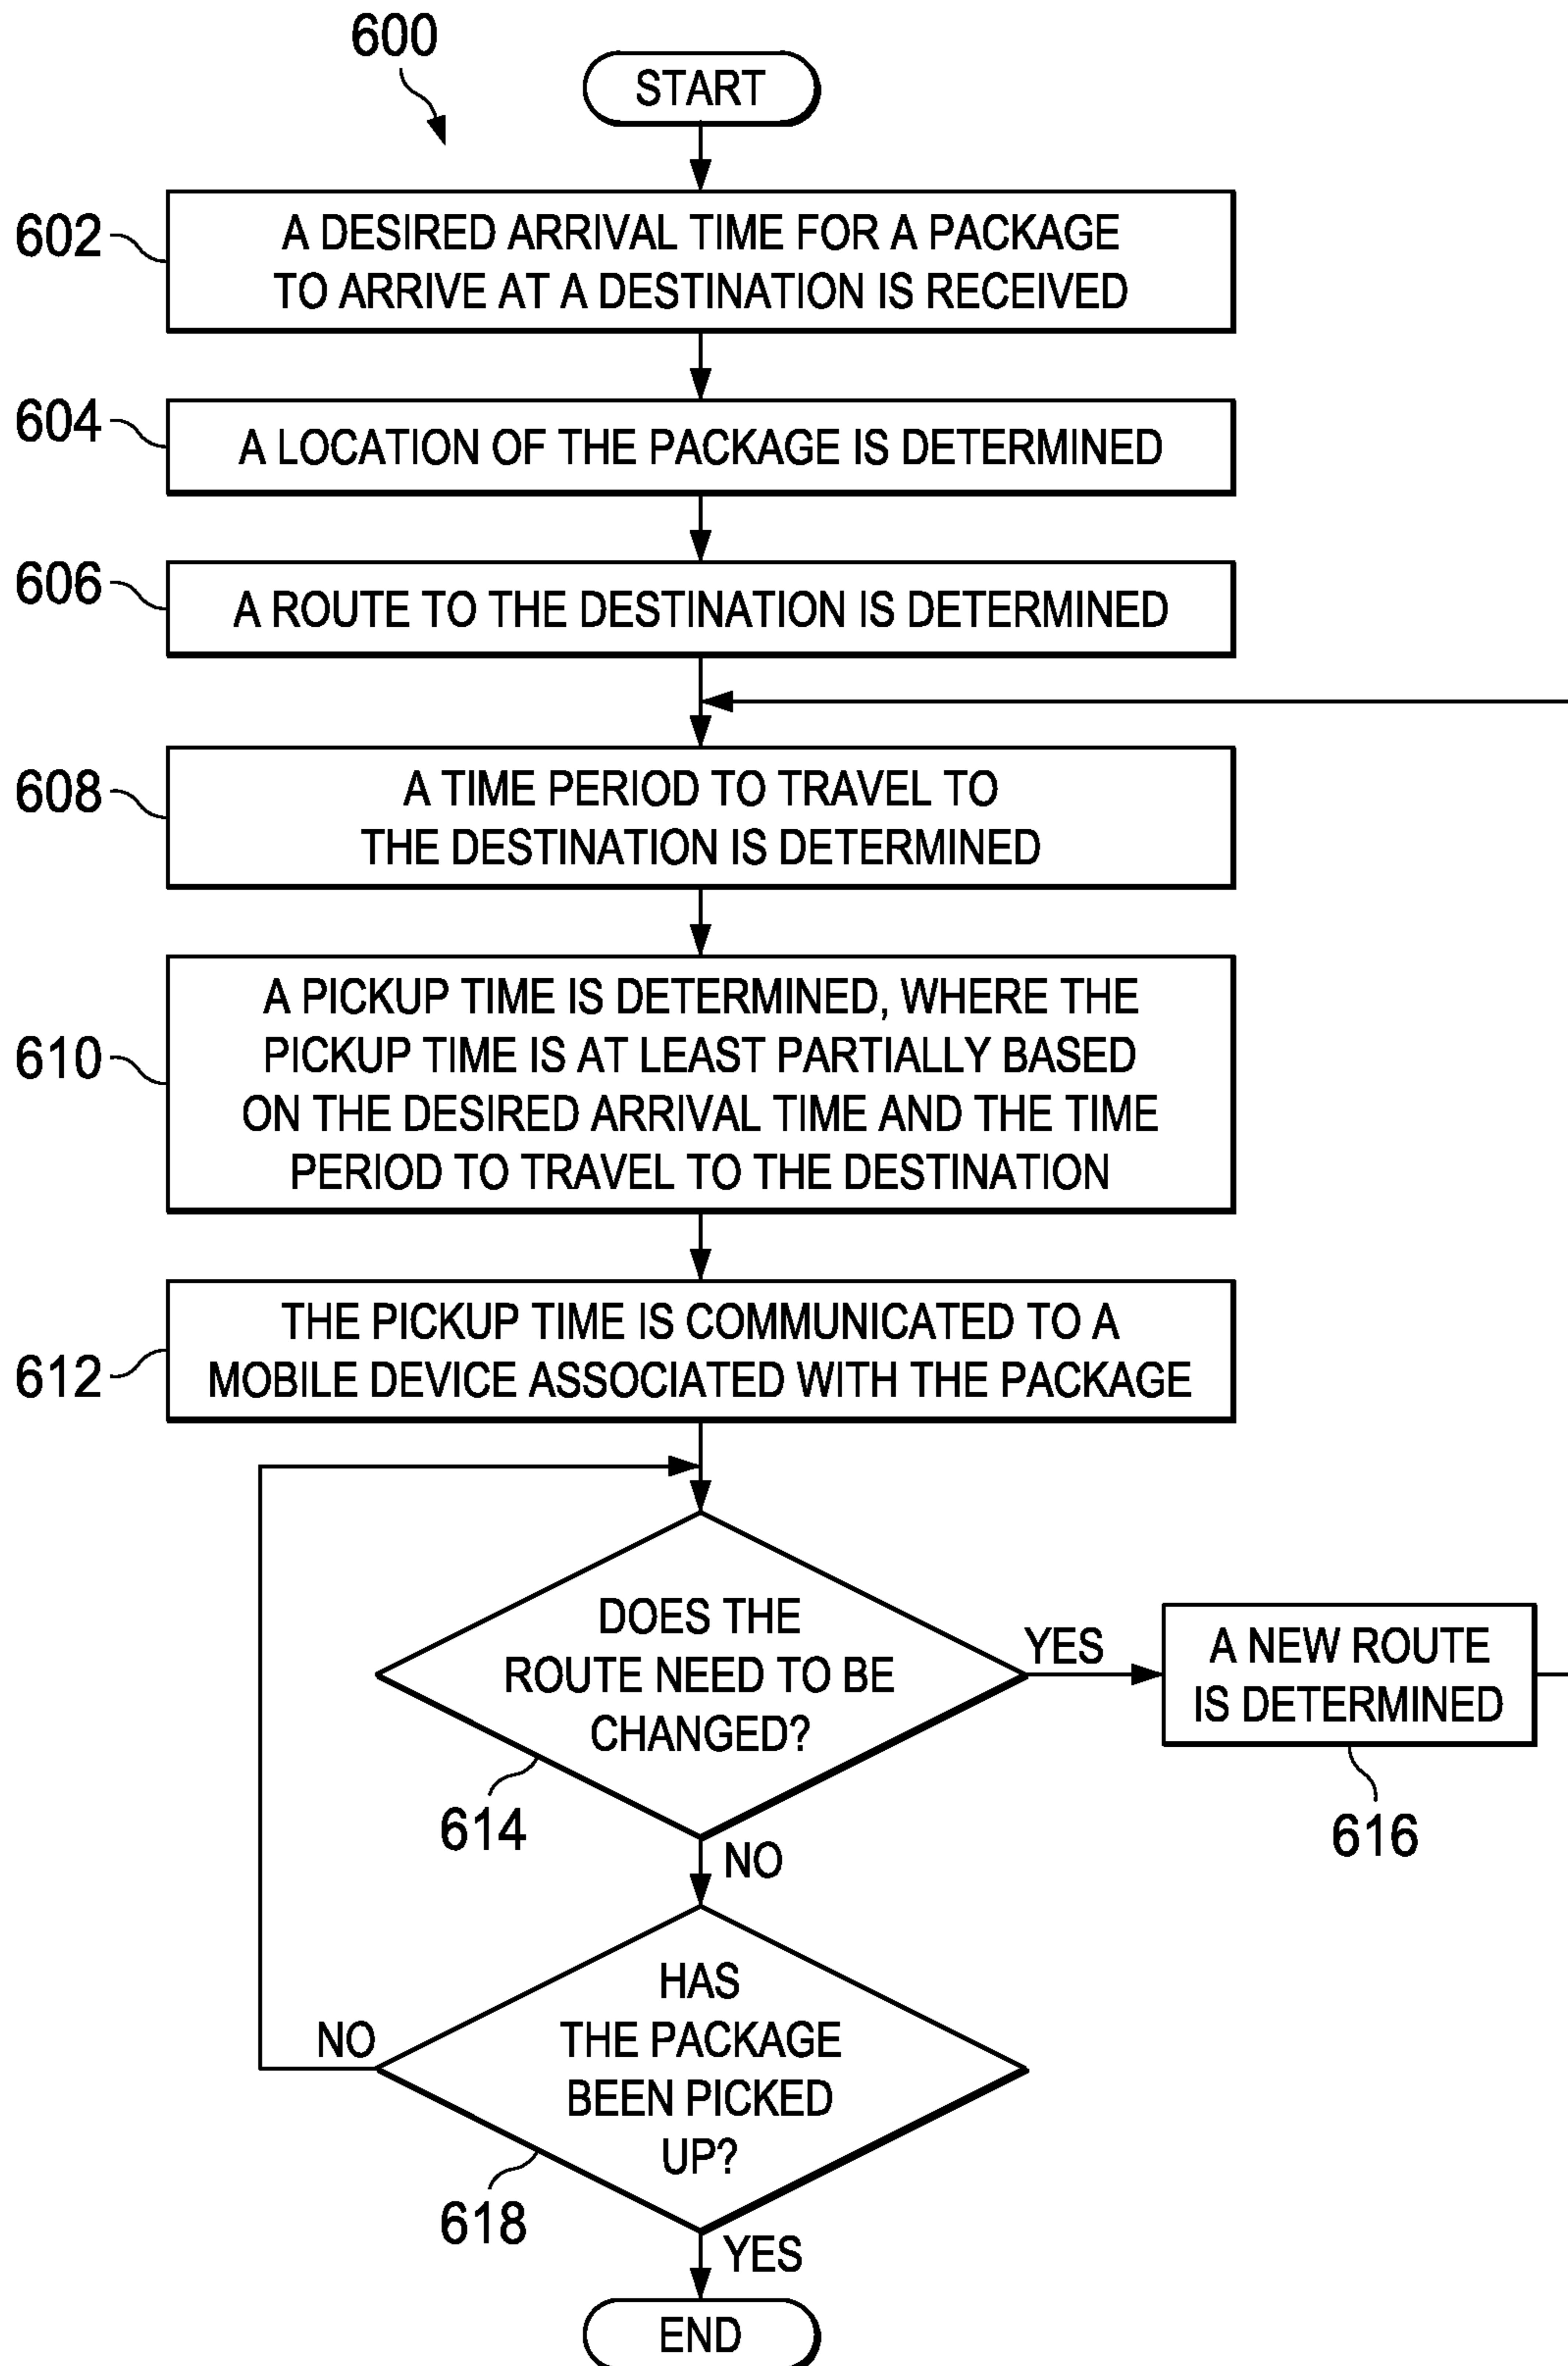 600
START
602
A DESIRED ARRIVAL TIME FOR A PACKAGE
TO ARRIVE AT A DESTINATION IS RECEIVED
604
A LOCATION OF THE PACKAGE IS DETERMINED
606
A ROUTE TO THE DESTINATION IS DETERMINED
608
A TIME PERIOD TO TRAVEL TO
THE DESTINATION IS DETERMINED
610
A PICKUP TIME IS DETERMINED, WHERE THE
PICKUP TIME IS AT LEAST PARTIALLY BASED
ON THE DESIRED ARRIVAL TIME AND THE TIME
PERIOD TO TRAVEL TO THE DESTINATION
612
THE PICKUP TIME IS COMMUNICATED TO A
MOBILE DEVICE ASSOCIATED WITH THE PACKAGE
DOES THE
ROUTE NEED TO BE
CHANGED?
614
YES
A NEW ROUTE
IS DETERMINED
616
NO
HAS
THE PACKAGE
BEEN PICKED
UP?
618
NO
YES
END